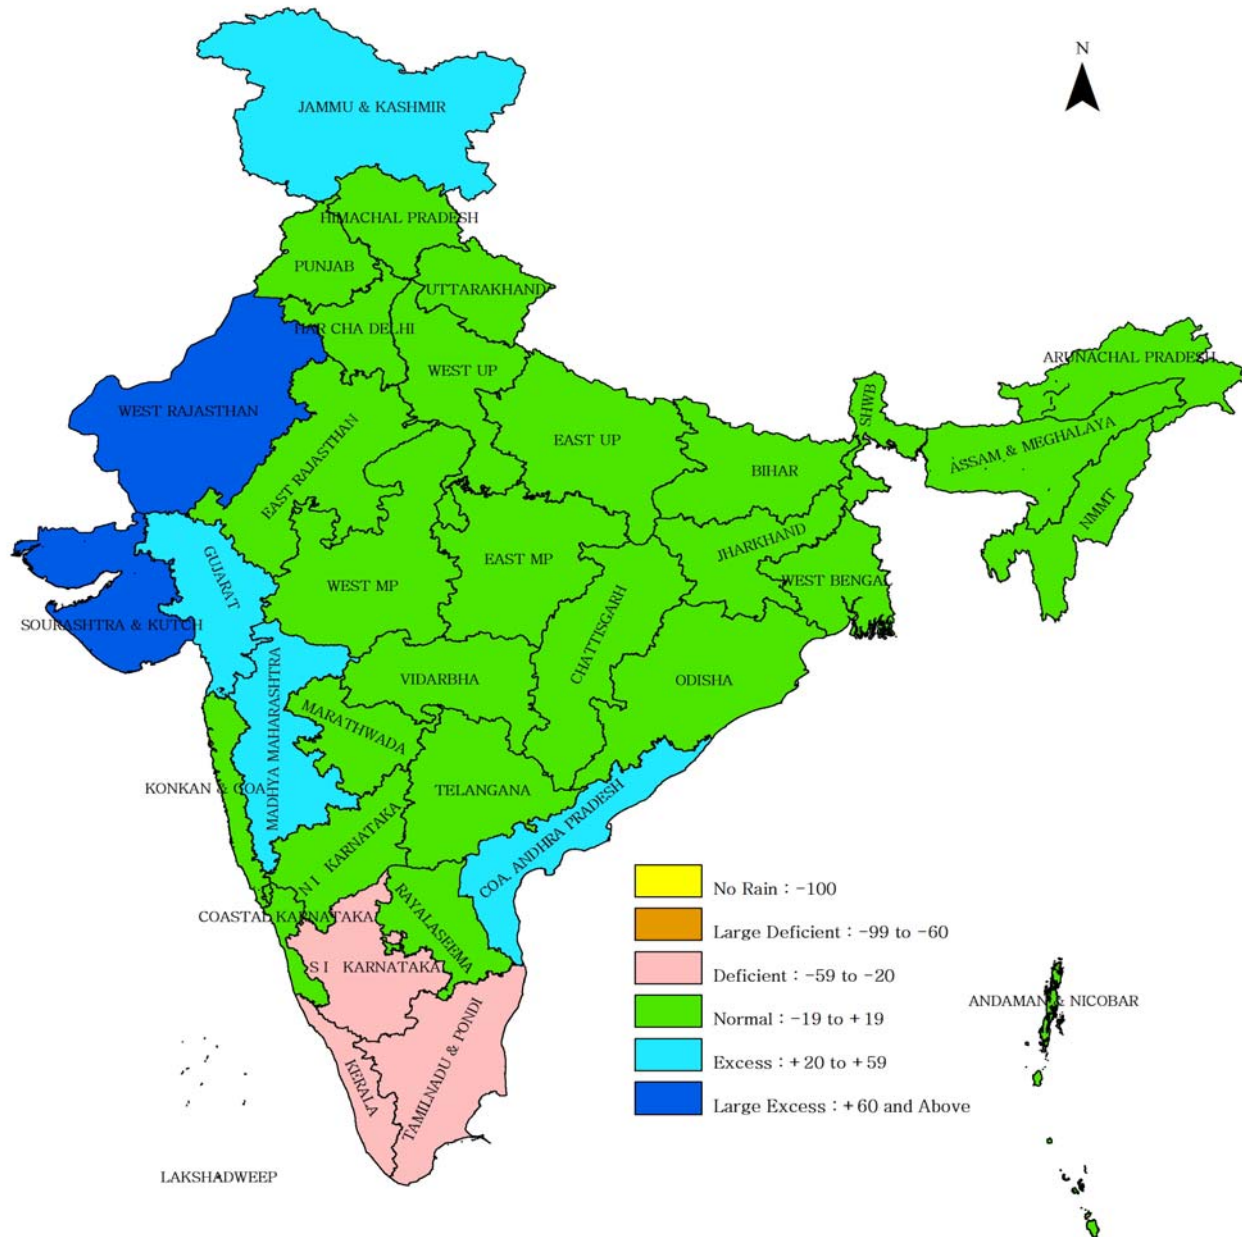 N
JAMMU & KASHMIR
HIMACHAL PRADESH
PUNJAB
UTTARAKHAND
HAR CHA DELHI
ARUNACHAL PRADESH
WEST UP
WEST RAJASTHAN
SHWB
EAST RAJASTHAN
EAST UP
ASSAM & MEGHALAYA
BIHAR
NMMT
JHARKHAND
GUJARAT
EAST MP
WEST MP
WEST BENGAL
SOURASHTRA & KUTCH
CHATTISGARH
VIDARBHA
ODISHA
MADHYA MAHARASHTRA
MARATHWADA
KONKAN & GOA
TELANGANA
COA. ANDHRA PRADESH
N I KARNATAKA
No Rain : -100
COASTAL KARNATAKA
RAYALASEEMA
Large Deficient : -99 to -60
S I KARNATAKA
Deficient : -59 to -20
ANDAMAN & NICOBAR
Normal : -19 to +19
KERALA
TAMILNADU & PONDI
Excess : +20 to +59
Large Excess : +60 and Above
LAKSHADWEEP